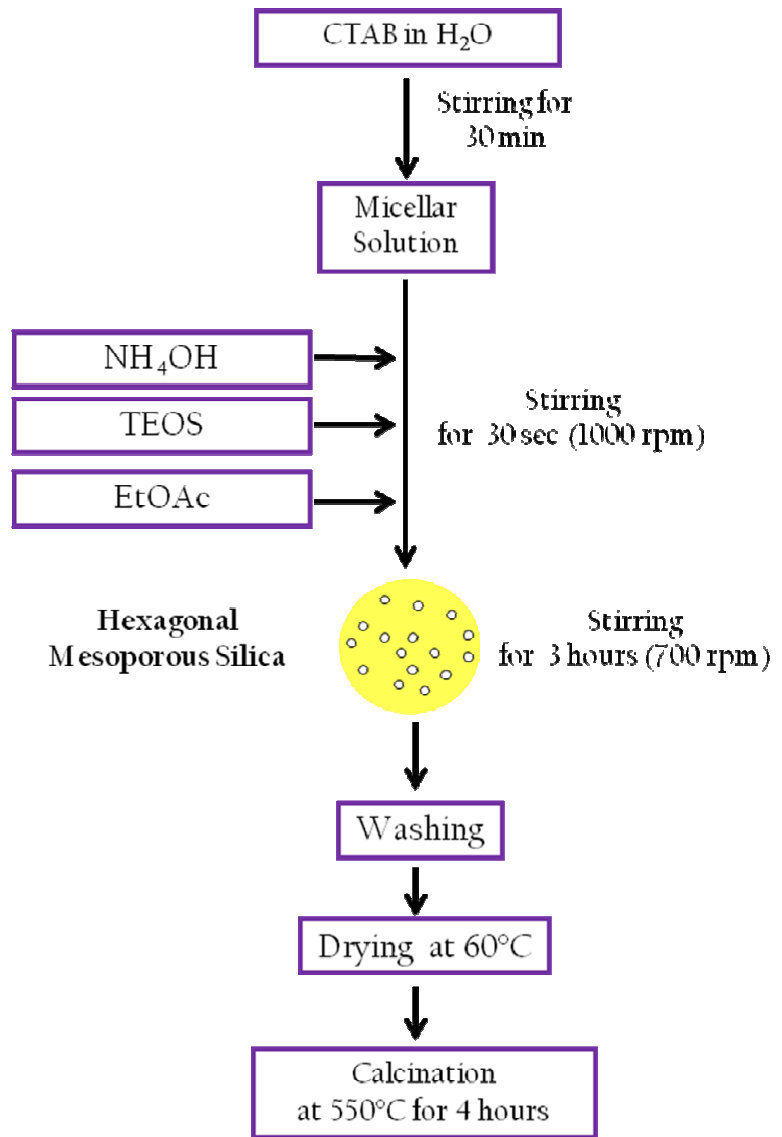 CTAB in H₂O
Stirring for
30 min
Micellar
Solution
NH₄OH
TEOS
EtOAc
Stirring
for 30 sec (1000 rpm)
Hexagonal
Mesoporous Silica
Stirring
for 3 hours (700 rpm)
Washing
Drying at 60°C
Calcination
at 550°C for 4 hours